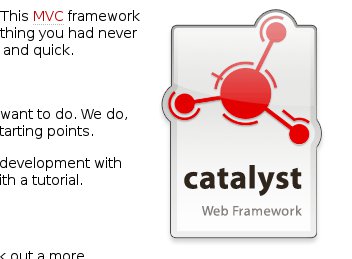 This MVC framework
thing you had never
and quick.
want to do. We do,
tarting points.
development with
ith a tutorial.
k out a more
catalyst
Web Framework